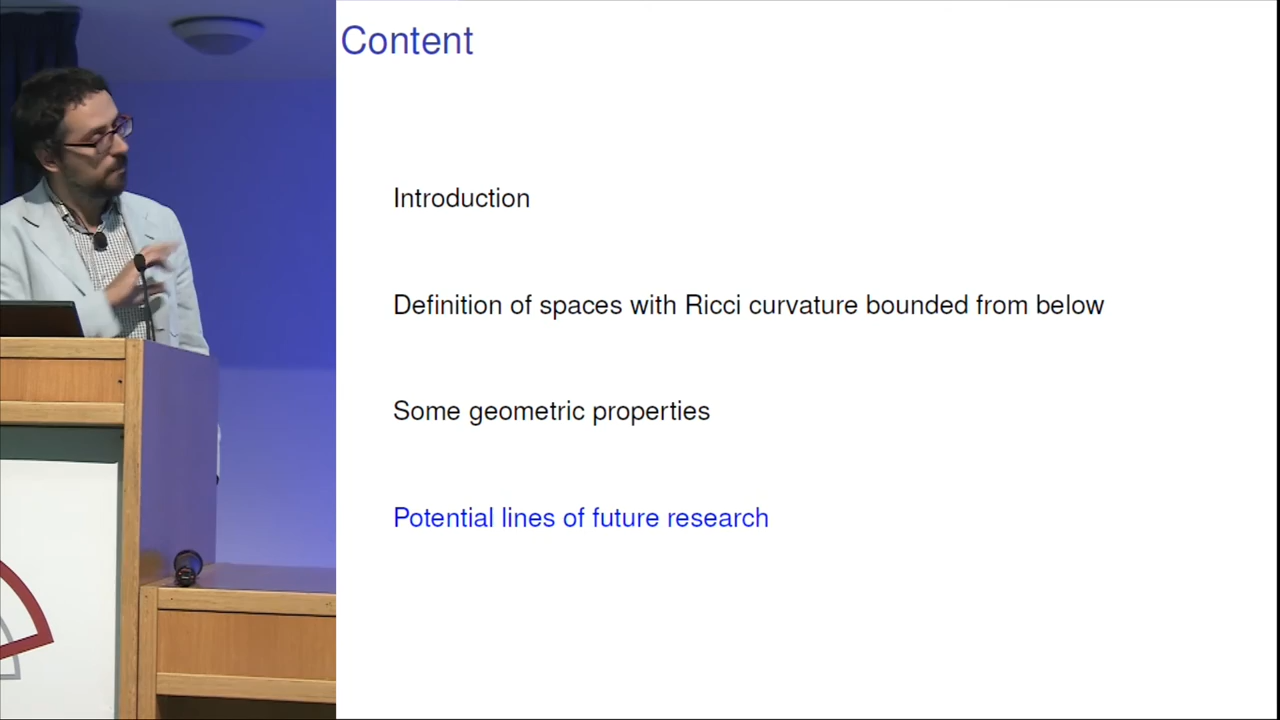 Content
Introduction
Definition of spaces with Ricci curvature bounded from below
Some geometric properties
Potential lines of future research